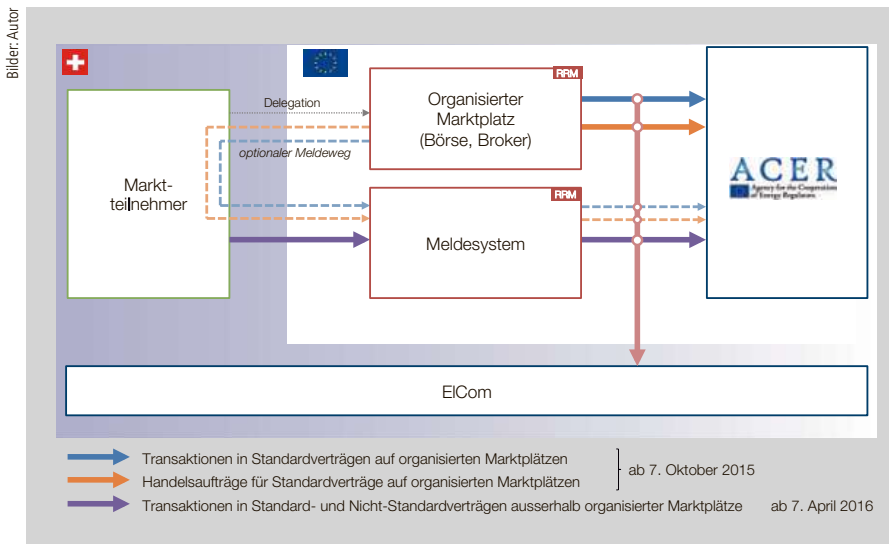 Bilder: Autor
RRM
Delegation
Organisierter
Marktplatz
(Börse, Broker)
optionaler Meldeweg
Markt-
teilnehmer
RRM
Meldesystem
ACER
Agency for the Cooperation
of Energy Regulators
ElCom
Transaktionen in Standardverträgen auf organisierten Marktplätzen
Handelsaufträge für Standardverträge auf organisierten Marktplätzen
ab 7. Oktober 2015
Transaktionen in Standard- und Nicht-Standardverträgen ausserhalb organisierter Marktplätze ab 7. April 2016